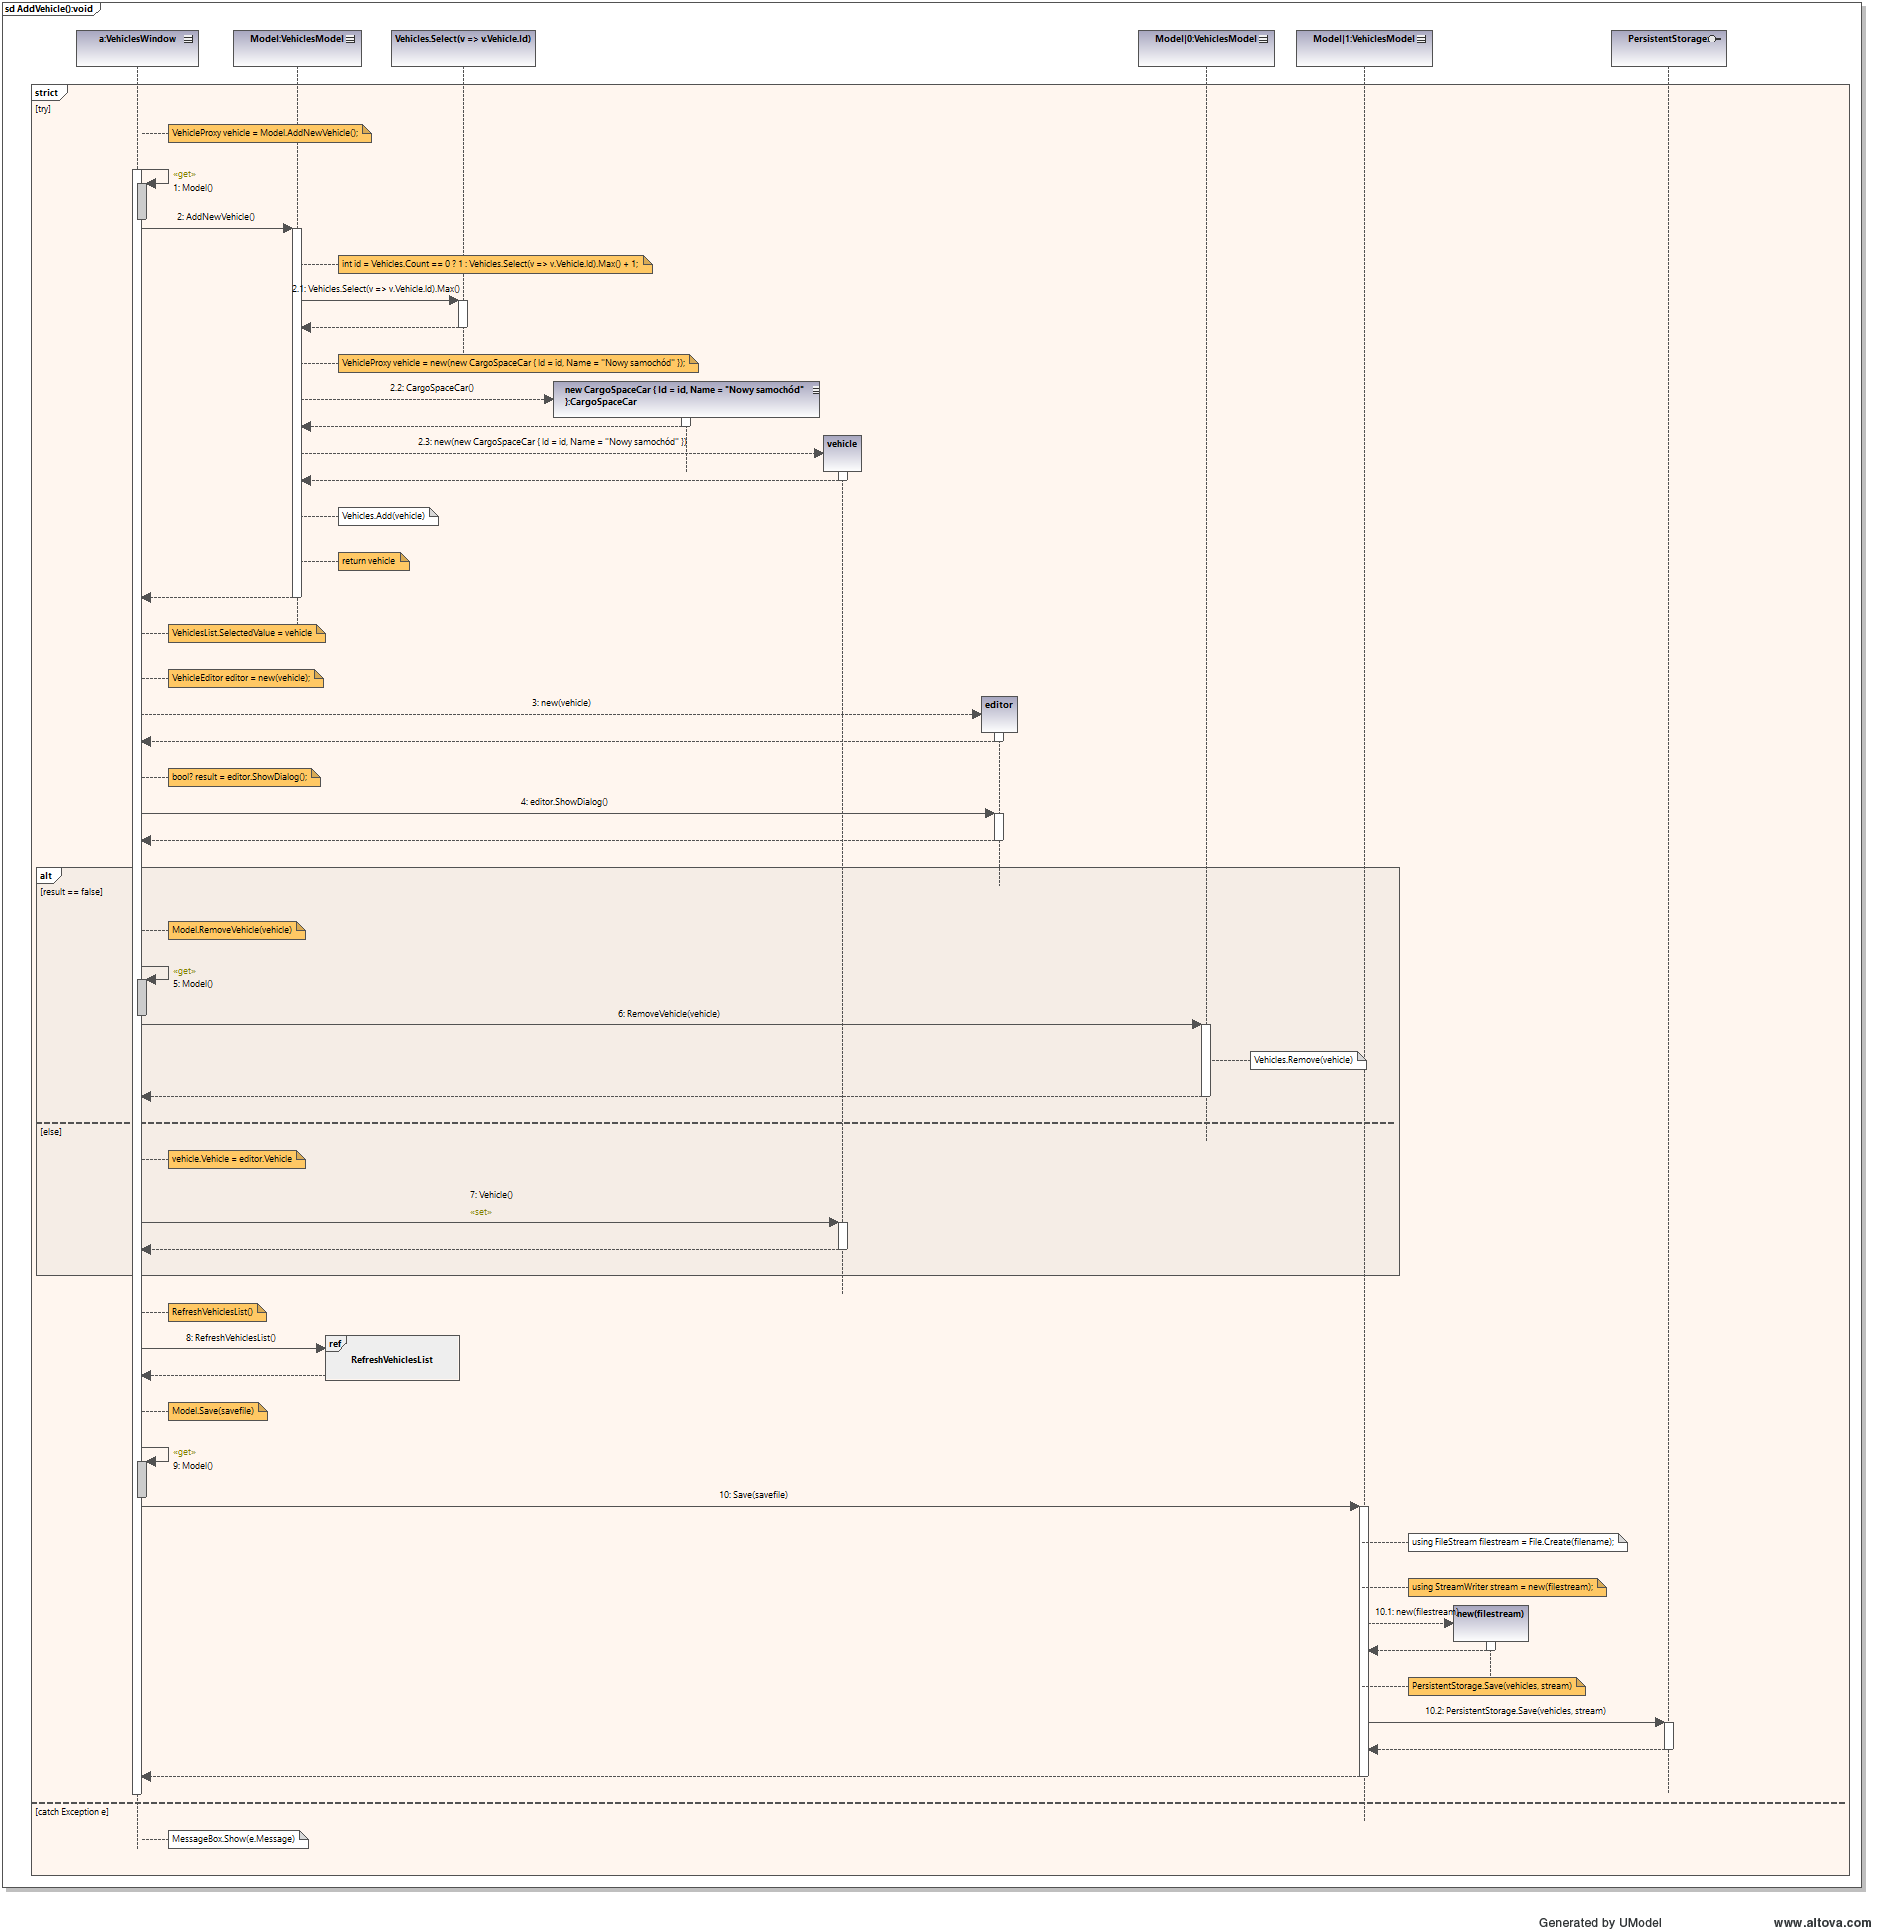 sd AddVehicle():void
a:VehiclesWindow
Model:VehiclesModel
Vehicles.Select(v => v.Vehicle.Id)
Model|0:VehiclesModel
Model|1:VehiclesModel
PersistentStorage:
strict
[try]
VehicleProxy vehicle = Model.AddNewVehicle();
«get»
1: Model()
2: AddNewVehicle()
int id = Vehicles.Count == 0 ? 1 : Vehicles.Select(v => v.Vehicle.Id).Max() + 1;
2.1: Vehicles.Select(v => v.Vehicle.Id).Max()
VehicleProxy vehicle = new(new CargoSpaceCar { Id = id, Name = "Nowy samochód" });
2.2: CargoSpaceCar()
new CargoSpaceCar { Id = id, Name = "Nowy samochód"
}:CargoSpaceCar
2.3: new(new CargoSpaceCar { Id = id, Name = "Nowy samochód" })
vehicle
Vehicles.Add(vehicle)
return vehicle
VehiclesList.SelectedValue = vehicle
VehicleEditor editor = new(vehicle);
3: new(vehicle)
editor
bool? result = editor.ShowDialog();
4: editor.ShowDialog()
alt
[result == false]
Model.RemoveVehicle(vehicle)
«get»
5: Model()
6: RemoveVehicle(vehicle)
Vehicles.Remove(vehicle)
[else]
vehicle.Vehicle = editor.Vehicle
7: Vehicle()
«set»
RefreshVehiclesList()
8: RefreshVehiclesList()
ref
RefreshVehiclesList
Model.Save(savefile)
«get»
9: Model()
10: Save(savefile)
using FileStream filestream = File.Create(filename);
using StreamWriter stream = new(filestream);
10.1: new(filestream)
new(filestream)
PersistentStorage.Save(vehicles, stream)
10.2: PersistentStorage.Save(vehicles, stream)
[catch Exception e]
MessageBox.Show(e.Message)
Generated by UModel
www.altova.com